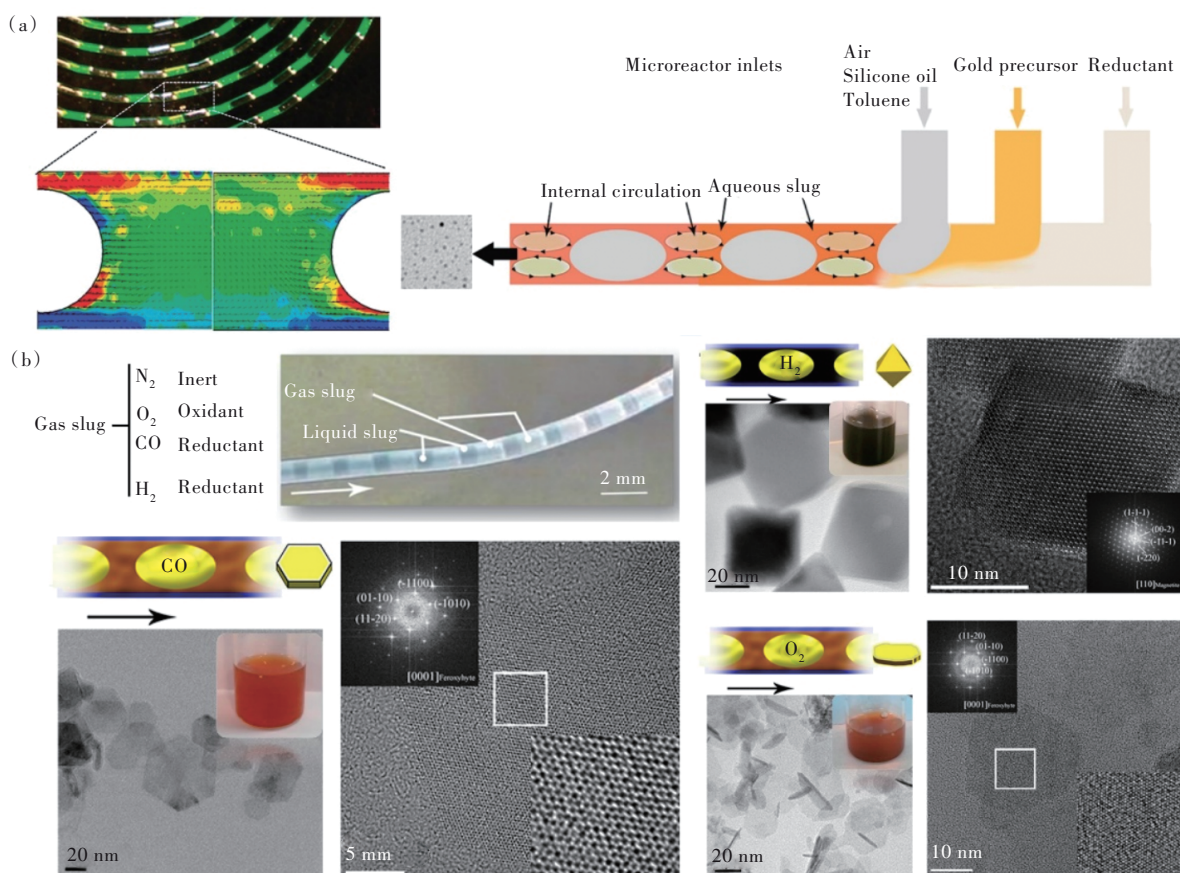 (a)
Microreactor inlets
Air
Silicone oil
Toluene
Gold precursor
Reductant
Internal circulation
Aqueous slug
(b)
Gas slug
N₂ Inert
O₂ Oxidant
CO Reductant
H₂ Reductant
Gas slug
Liquid slug
2 mm
H₂
20 nm
(1-1-1)
(00-2)
(-11-1)
(-220)
[110]Magnetite
10 nm
CO
20 nm
(-1100)
(01-10)
(-1010)
(11-20)
[0001]Feroxyhyte
5 mm
O₂
20 nm
(11-20)
(01-10)
(-1100)
(-1010)
[0001]Feroxyhyte
10 nm